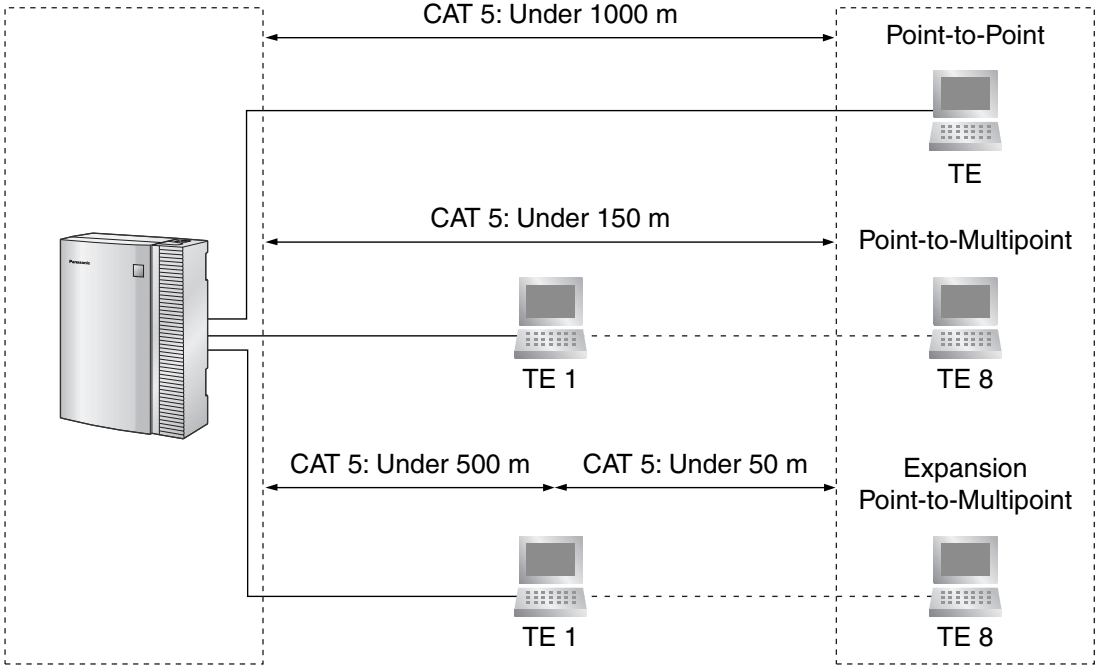 CAT 5: Under 1000 m
Point-to-Point
TE
CAT 5: Under 150 m
Point-to-Multipoint
Panasonic
TE 1
TE 8
CAT 5: Under 500 m
CAT 5: Under 50 m
Expansion
Point-to-Multipoint
TE 1
TE 8